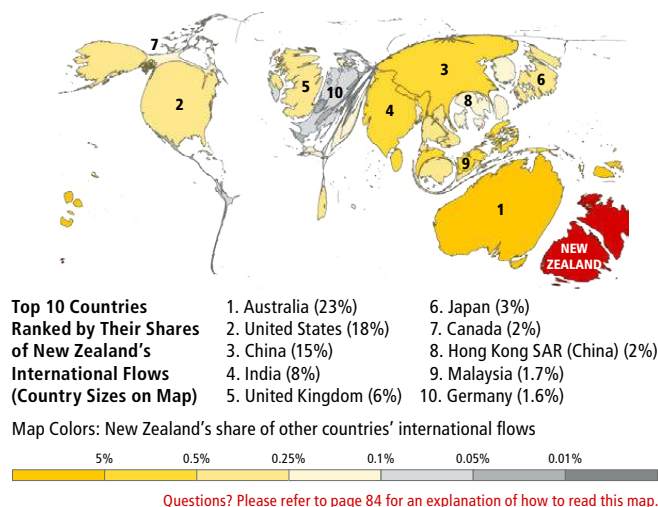 7
3
6
5
10
2
4
8
9
1
NEW
ZEALAND
Top 10 Countries
Ranked by Their Shares
of New Zealand's
International Flows
(Country Sizes on Map)
1. Australia (23%)
2. United States (18%)
3. China (15%)
4. India (8%)
5. United Kingdom (6%)
6. Japan (3%)
7. Canada (2%)
8. Hong Kong SAR (China) (2%)
9. Malaysia (1.7%)
10. Germany (1.6%)
Map Colors: New Zealand's share of other countries' international flows
5% 0.5% 0.25% 0.1% 0.05% 0.01%
Questions? Please refer to page 84 for an explanation of how to read this map.